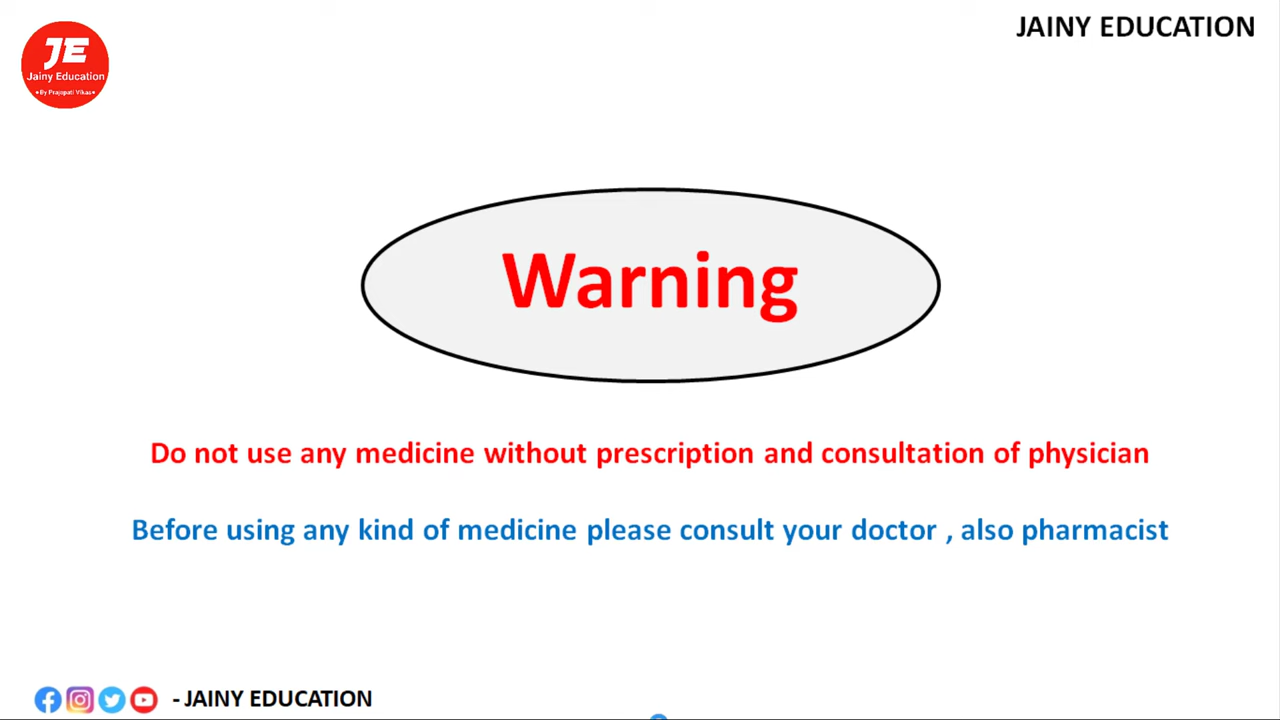 JAINY EDUCATION
JE
Jainy Education
•By Prajapati Vikas•
Warning
Do not use any medicine without prescription and consultation of physician
Before using any kind of medicine please consult your doctor , also pharmacist
- JAINY EDUCATION